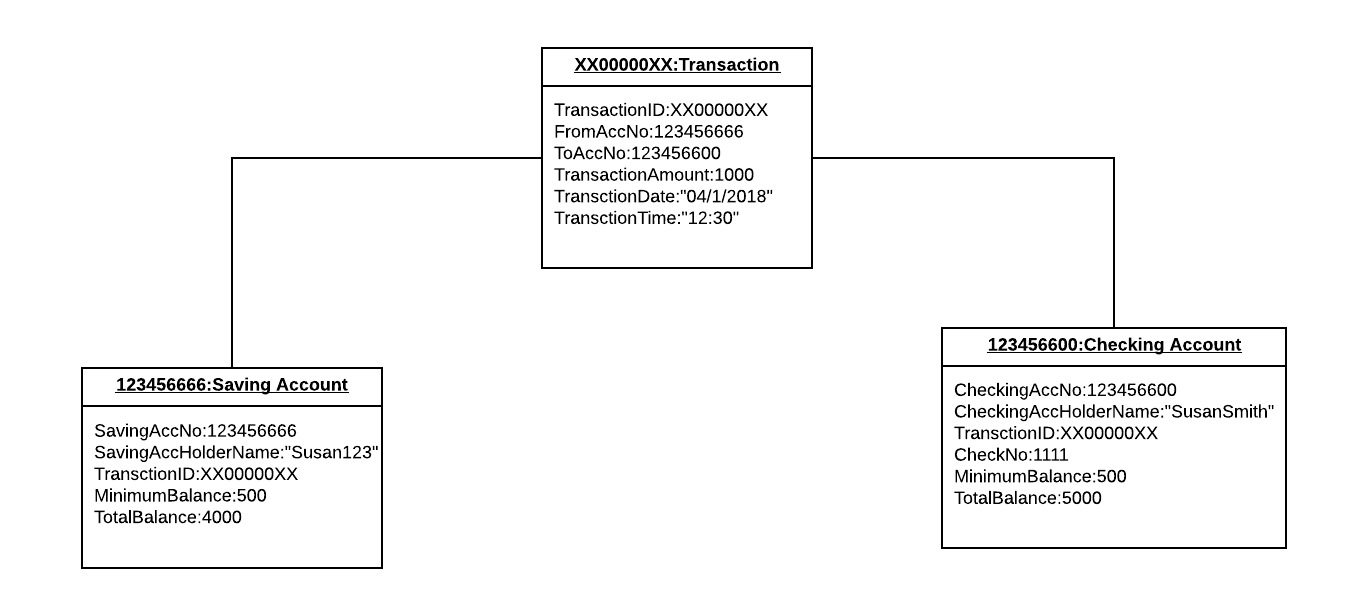 XX00000XX:Transaction
TransactionID:XX00000XX
FromAccNo:123456666
ToAccNo:123456600
TransactionAmount:1000
TransctionDate:"04/1/2018"
TransctionTime:"12:30"
123456666:Saving Account
SavingAccNo:123456666
SavingAccHolderName:"Susan123"
TransctionID:XX00000XX
MinimumBalance:500
TotalBalance:4000
123456600:Checking Account
CheckingAccNo:123456600
CheckingAccHolderName:"SusanSmith"
TransctionID:XX00000XX
CheckNo:1111
MinimumBalance:500
TotalBalance:5000